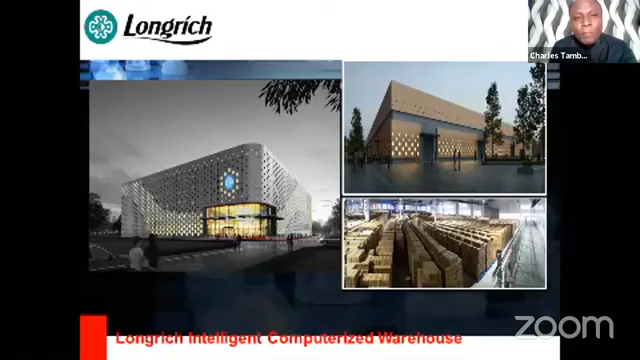 Longrich
Charles Tamb...
Longrich Intelligent Computerized Warehouse
zoom